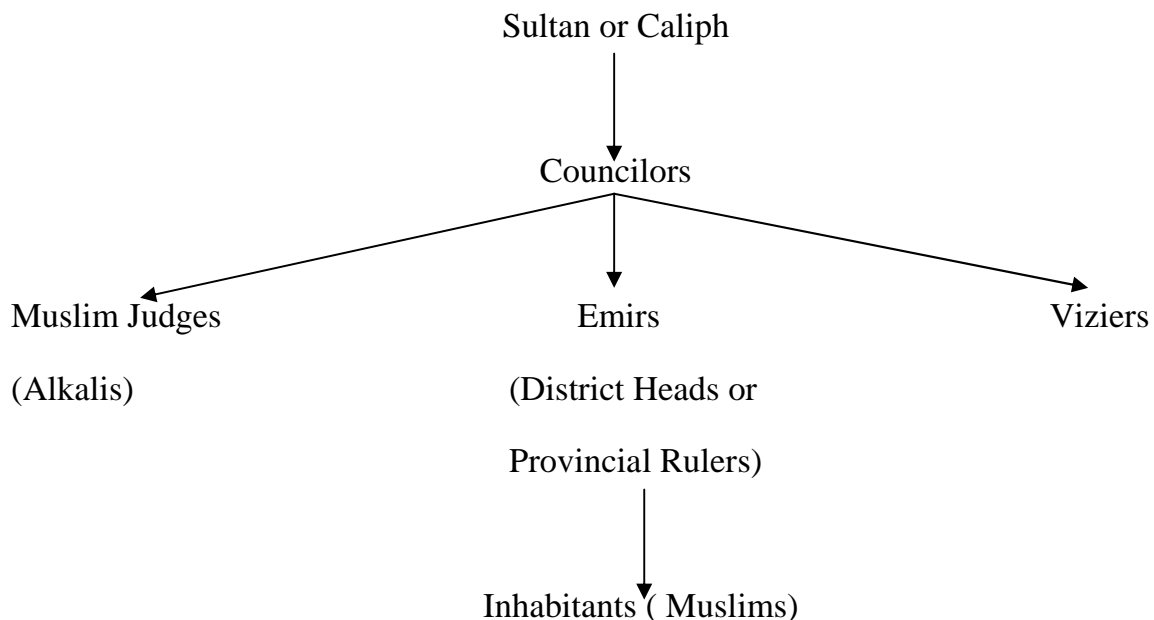 Sultan or Caliph
Councilors
Muslim Judges
Emirs
Viziers
(Alkalis)
(District Heads or
Provincial Rulers)
Inhabitants ( Muslims)